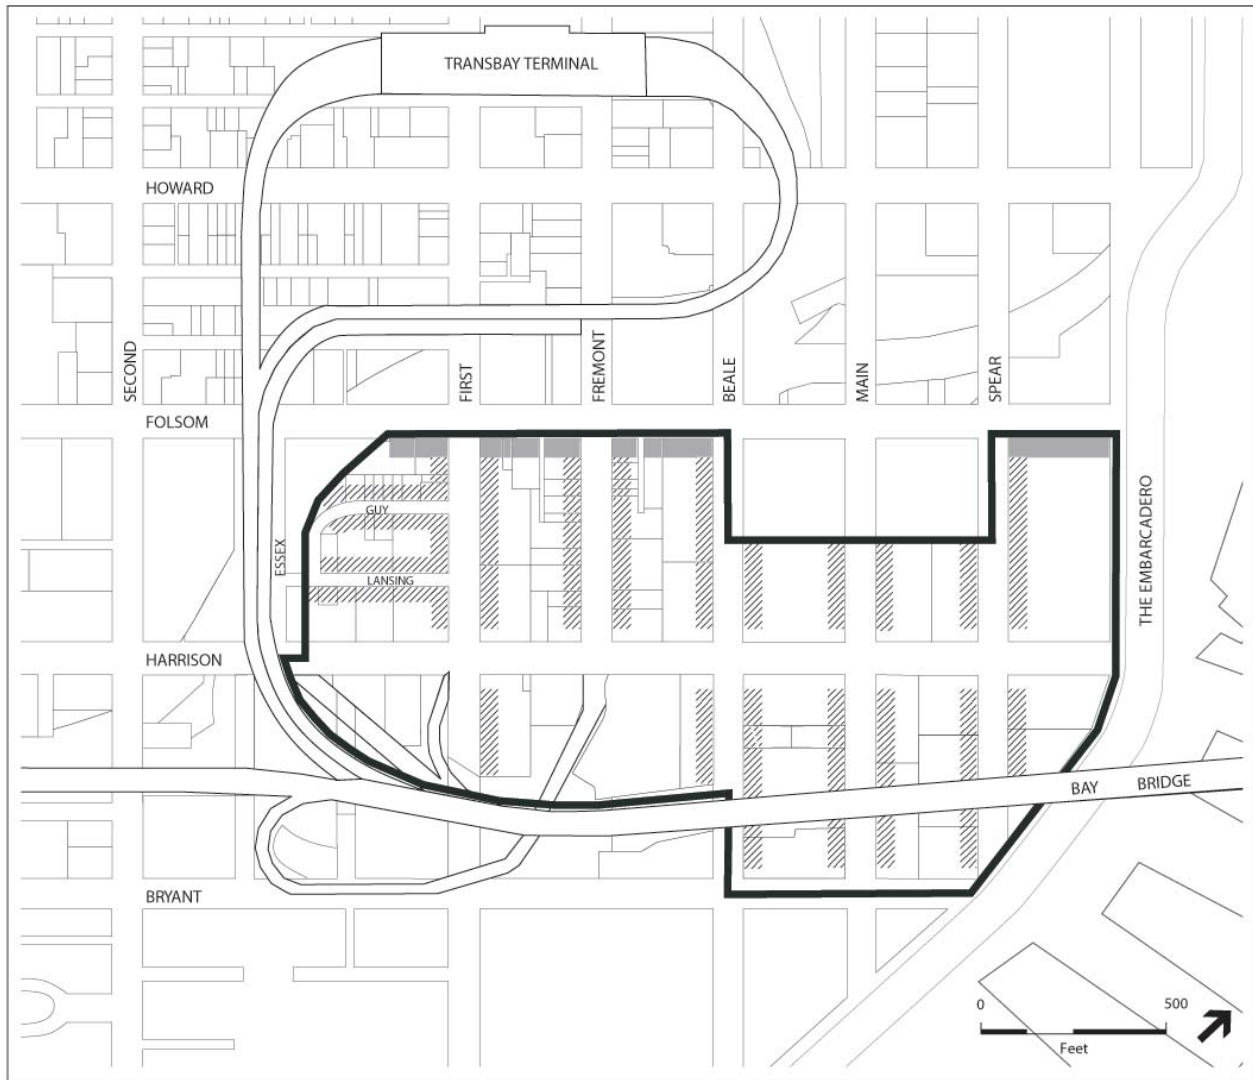 TRANSBAY TERMINAL
HOWARD
SECOND
FIRST
FREMONT
BEALE
MAIN
SPEAR
FOLSOM
THE EMBARCADERO
GUY
ESSEX
LANSING
HARRISON
BAY BRIDGE
BRYANT
0 500
Feet